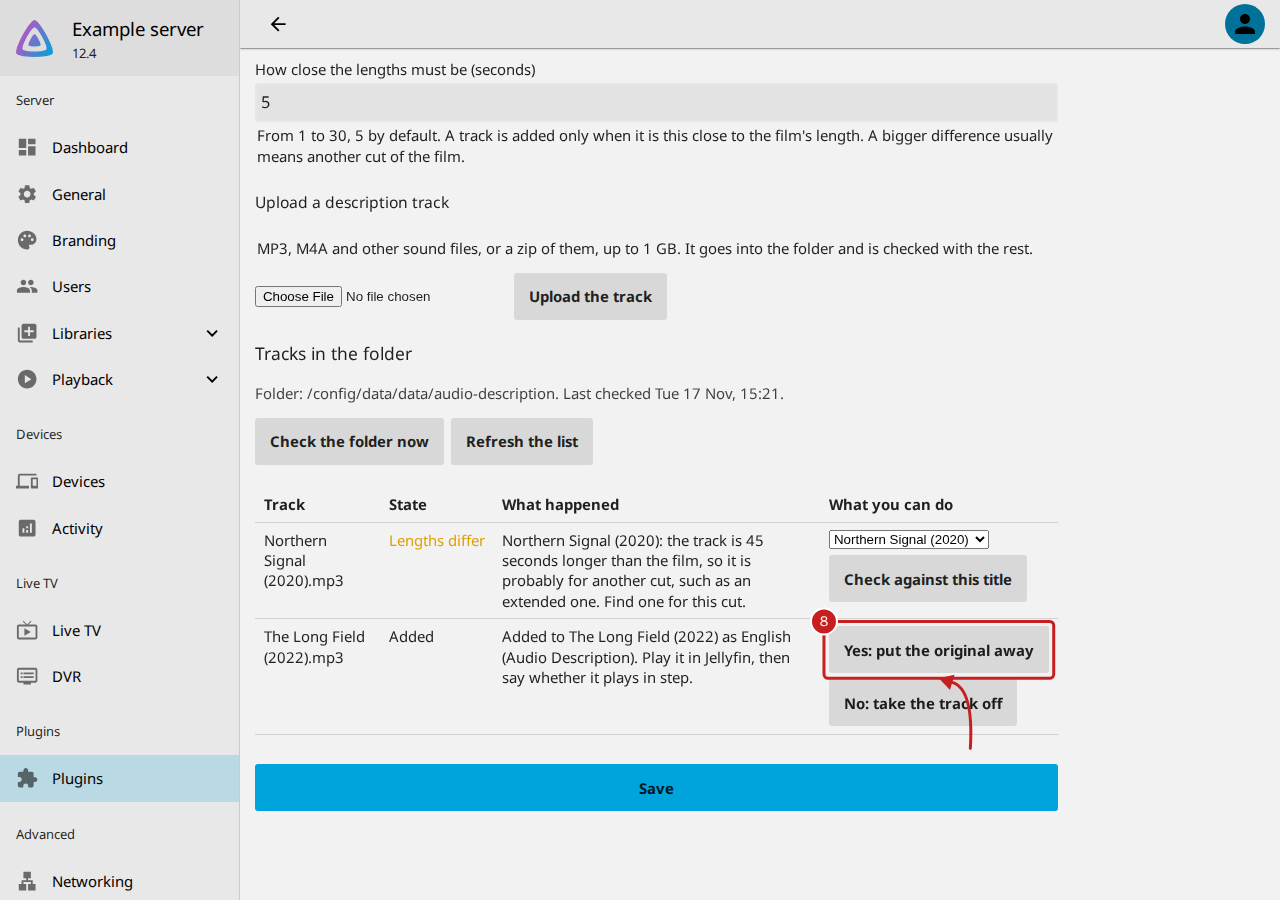 Example server
12.4
Server
Dashboard
General
Branding
Users
Libraries
Playback
Devices
Devices
Activity
Live TV
Live TV
DVR
Plugins
Plugins
Advanced
Networking
How close the lengths must be (seconds)
5
From 1 to 30, 5 by default. A track is added only when it is this close to the film's length. A bigger difference usually
means another cut of the film.
Upload a description track
MP3, M4A and other sound files, or a zip of them, up to 1 GB. It goes into the folder and is checked with the rest.
Choose File No file chosen
Upload the track
Tracks in the folder
Folder: /config/data/data/audio-description. Last checked Tue 17 Nov, 15:21.
Check the folder now
Refresh the list
Track State What happened What you can do
Northern
Signal
(2020).mp3
Lengths differ
Northern Signal (2020): the track is 45
seconds longer than the film, so it is
probably for another cut, such as an
extended one. Find one for this cut.
Northern Signal (2020)
Check against this title
The Long Field
(2022).mp3
Added
Added to The Long Field (2022) as English
(Audio Description). Play it in Jellyfin, then
say whether it plays in step.
8
Yes: put the original away
No: take the track off
Save